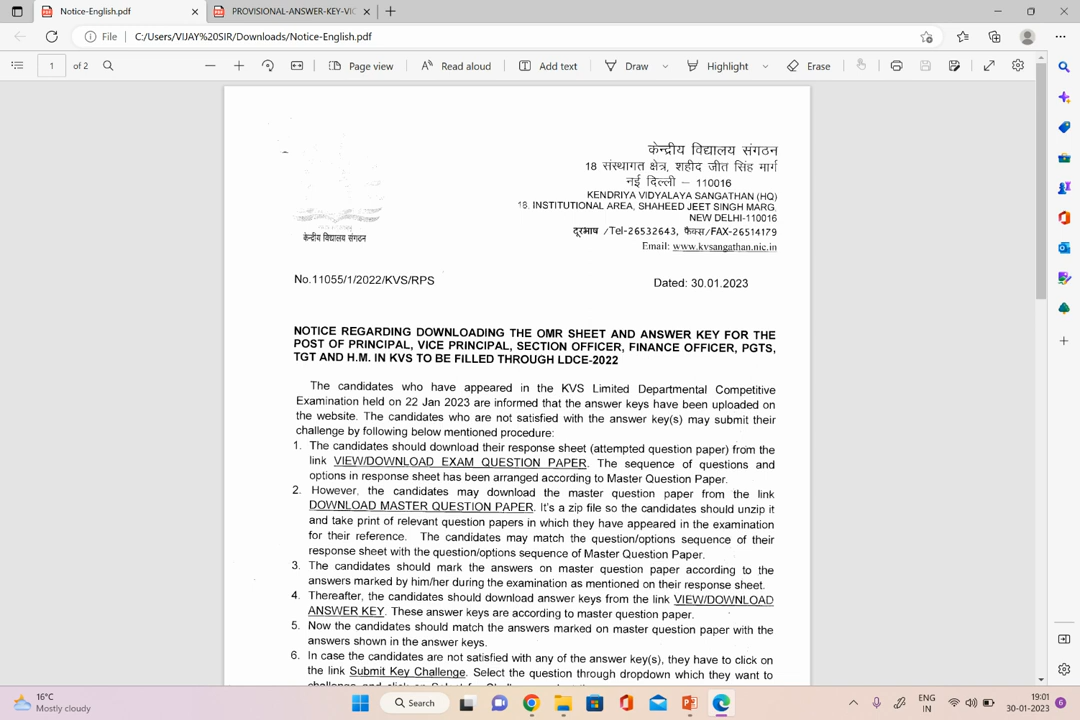 Notice-English.pdf
PROVISIONAL-ANSWER-KEY-VIC
File
C:/Users/VIJAY%20SIR/Downloads/Notice-English.pdf
1 of 2
Page view
Read aloud
Add text
Draw
Highlight
Erase
केन्द्रीय विद्यालय संगठन
18 संस्थागत क्षेत्र, शहीद जीत सिंह मार्ग
नई दिल्ली – 110016
KENDRIYA VIDYALAYA SANGATHAN (HQ)
18. INSTITUTIONAL AREA, SHAHEED JEET SINGH MARG.
NEW DELHI-110016
दूरभाष /Tel-26532643, फैक्स/FAX-26514179
Email: www.kvsangathan.nic.in
केन्द्रीय विद्यालय संगठन
No.11055/1/2022/KVS/RPS
Dated: 30.01.2023
NOTICE REGARDING DOWNLOADING THE OMR SHEET AND ANSWER KEY FOR THE
POST OF PRINCIPAL, VICE PRINCIPAL, SECTION OFFICER, FINANCE OFFICER, PGTS,
TGT AND H.M. IN KVS TO BE FILLED THROUGH LDCE-2022
The candidates who have appeared in the KVS Limited Departmental Competitive
Examination held on 22 Jan 2023 are informed that the answer keys have been uploaded on
the website. The candidates who are not satisfied with the answer key(s) may submit their
challenge by following below mentioned procedure:
1. The candidates should download their response sheet (attempted question paper) from the
link VIEW/DOWNLOAD EXAM QUESTION PAPER. The sequence of questions and
options in response sheet has been arranged according to Master Question Paper.
2. However, the candidates may download the master question paper from the link
DOWNLOAD MASTER QUESTION PAPER. It's a zip file so the candidates should unzip it
and take print of relevant question papers in which they have appeared in the examination
for their reference. The candidates may match the question/options sequence of their
response sheet with the question/options sequence of Master Question Paper.
3. The candidates should mark the answers on master question paper according to the
answers marked by him/her during the examination as mentioned on their response sheet.
4. Thereafter, the candidates should download answer keys from the link VIEW/DOWNLOAD
ANSWER KEY. These answer keys are according to master question paper.
5. Now the candidates should match the answers marked on master question paper with the
answers shown in the answer keys.
6. In case the candidates are not satisfied with any of the answer key(s), they have to click on
the link Submit Key Challenge. Select the question through dropdown which they want to
16°C
Mostly cloudy
Search
ENG
IN
19:01
30-01-2023
6